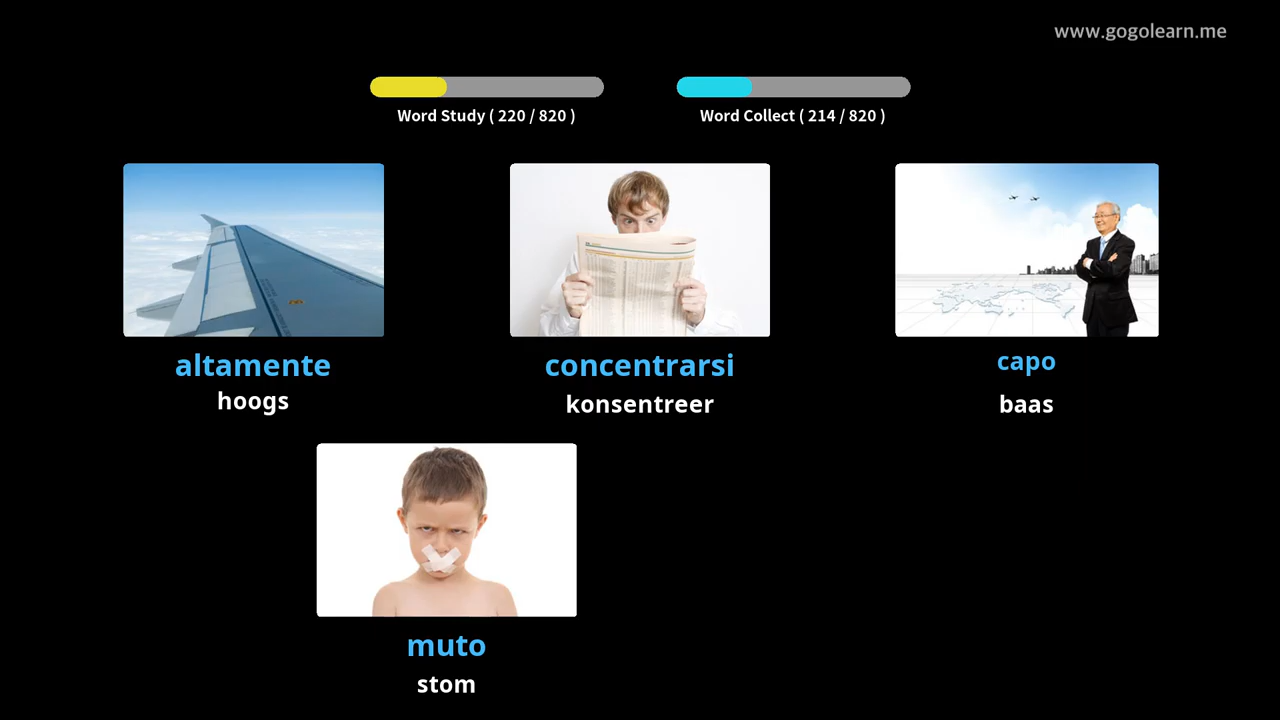 www.gogolearn.me
Word Study ( 220 / 820 )
Word Collect ( 214 / 820 )
altamente
hoogs
concentrarsi
konsentreer
capo
baas
muto
stom